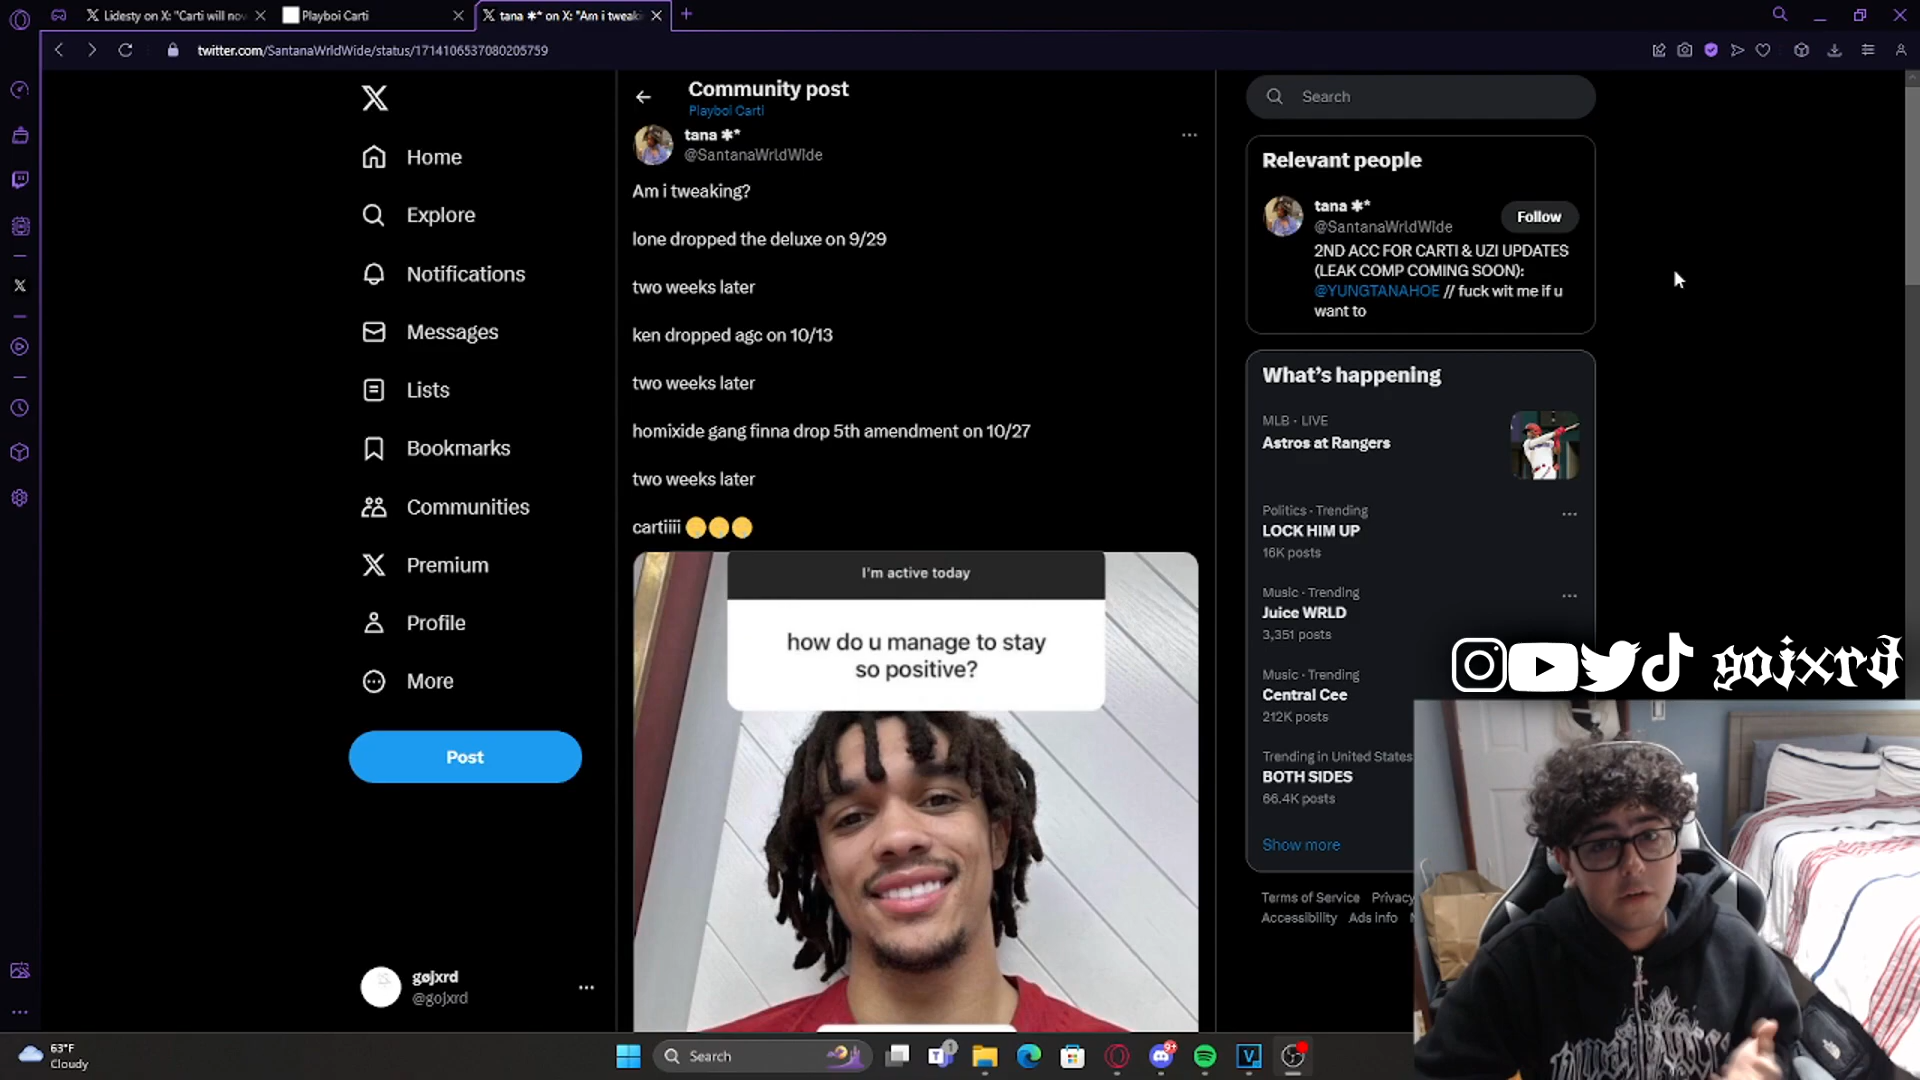 Lidesty on X: "Carti will nov
Playboi Carti
tana ✱* on X: "Am i tweaki
twitter.com/SantanaWrldWide/status/1714106537080205759
Home
Explore
Notifications
Messages
Lists
Bookmarks
Communities
Premium
Profile
More
Post
gøjxrd
@gojxrd
Community post
Playboi Carti
tana ✱*
@SantanaWrldWide
Am i tweaking?
lone dropped the deluxe on 9/29
two weeks later
ken dropped agc on 10/13
two weeks later
homixide gang finna drop 5th amendment on 10/27
two weeks later
cartiiii
I'm active today
how do u manage to stay
so positive?
Search
Relevant people
tana ✱*
@SantanaWrldWide
Follow
2ND ACC FOR CARTI & UZI UPDATES
(LEAK COMP COMING SOON):
@YUNGTANAHOE // fuck wit me if u
want to
What's happening
MLB · LIVE
Astros at Rangers
Politics · Trending
LOCK HIM UP
16K posts
Music · Trending
Juice WRLD
3,351 posts
Music · Trending
Central Cee
212K posts
Trending in United States
BOTH SIDES
66.4K posts
Show more
Terms of Service Privacy
Accessibility Ads info
gojxrd
63°F
Cloudy
Search
1
9+